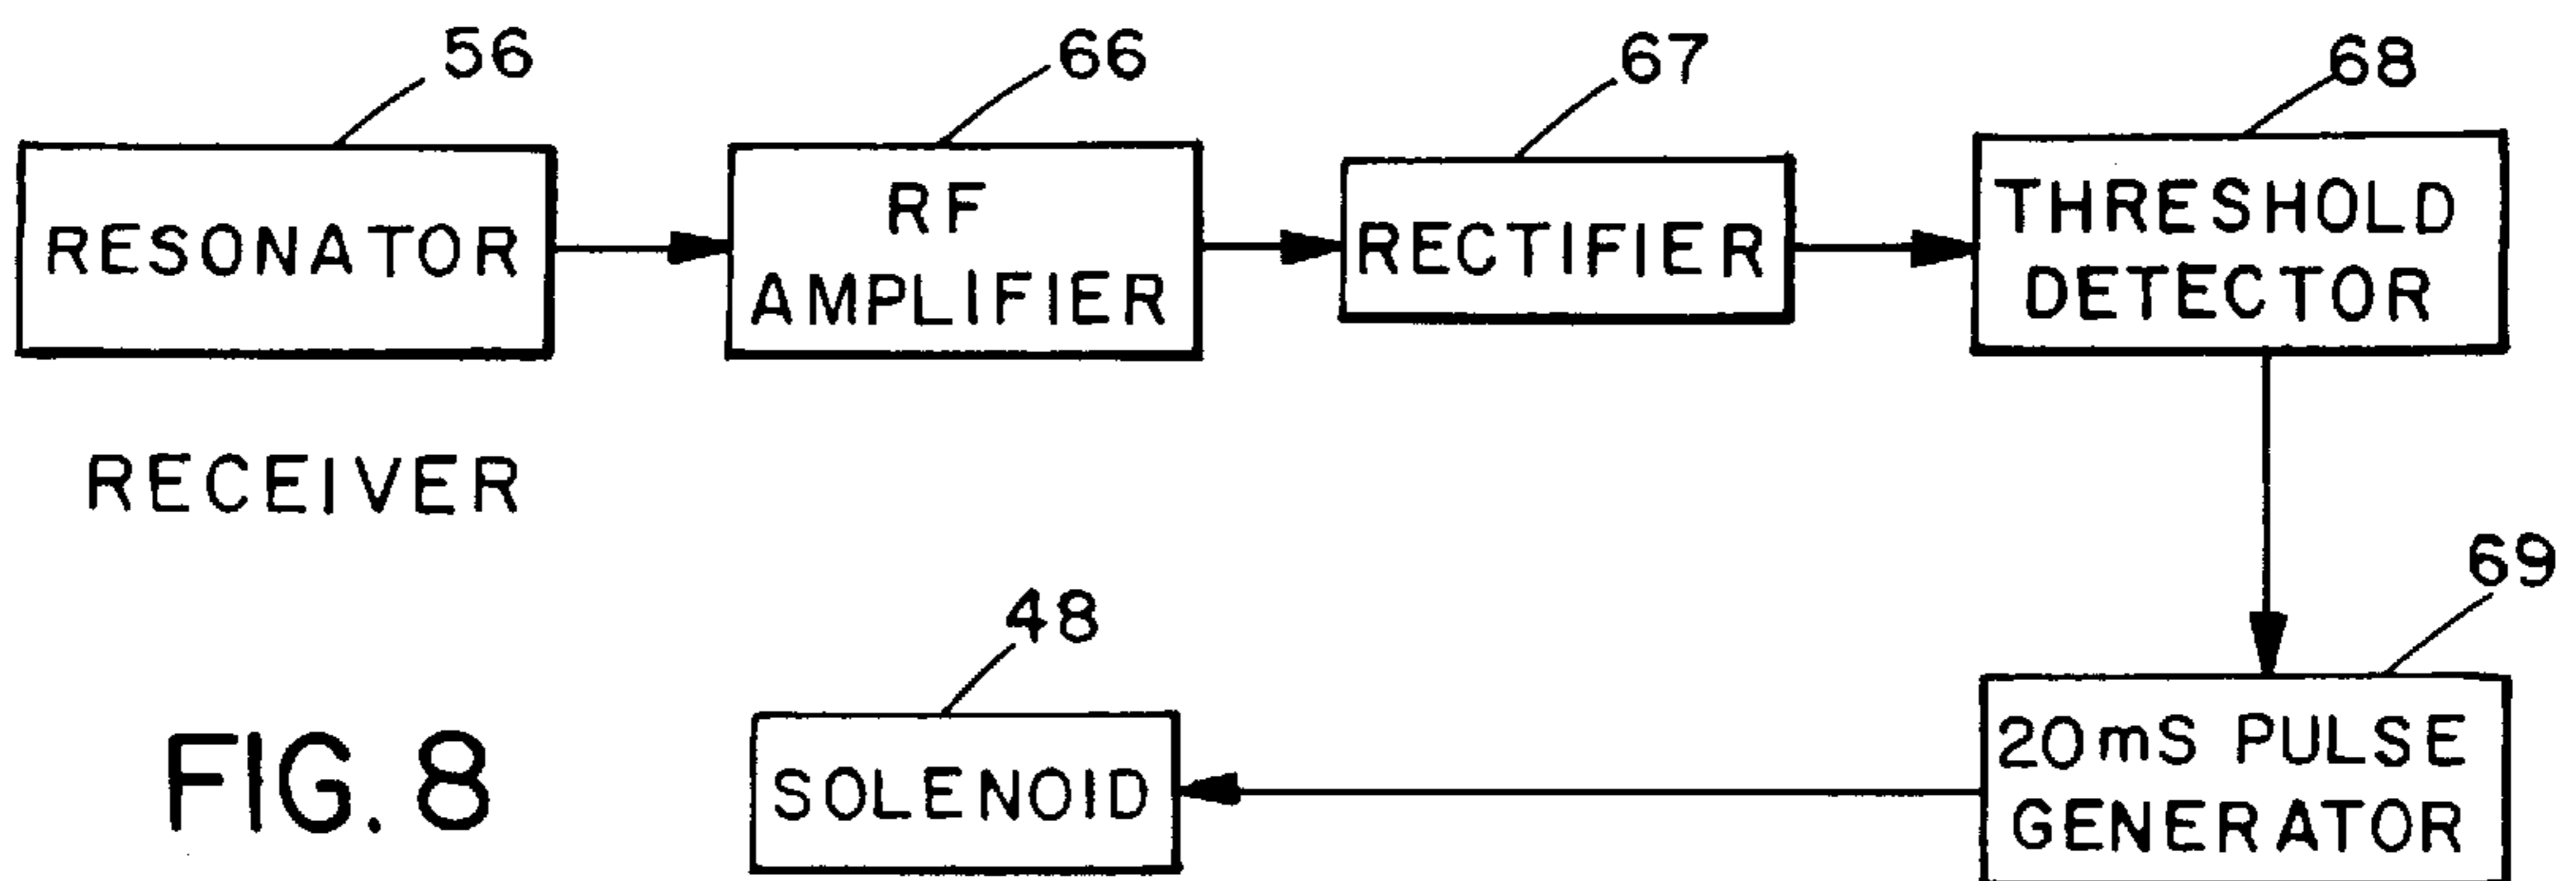 56
66
67
68
RESONATOR
RF
AMPLIFIER
RECTIFIER
THRESHOLD
DETECTOR
RECEIVER
69
48
20mS PULSE
GENERATOR
SOLENOID
FIG. 8